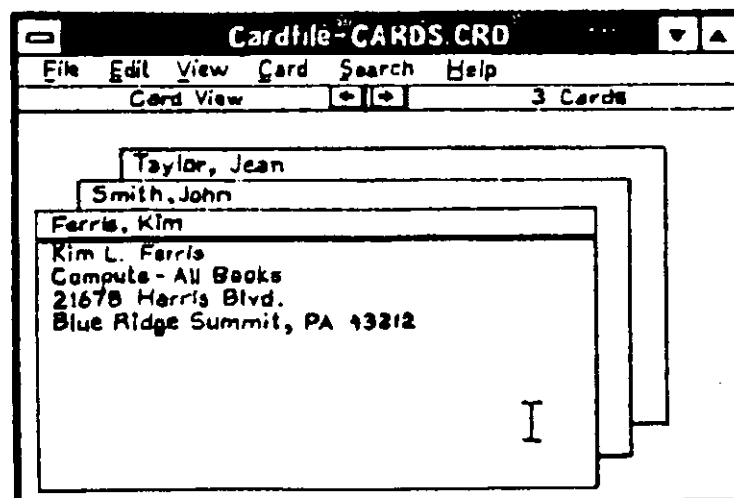 Cardfile-CARDS.CRD
File Edit View Card Search Help
Card View 3 Cards
Taylor, Jean
Smith, John
Ferris, Kim
Kim L. Ferris
Compute-All Books
21678 Harris Blvd.
Blue Ridge Summit, PA 43212